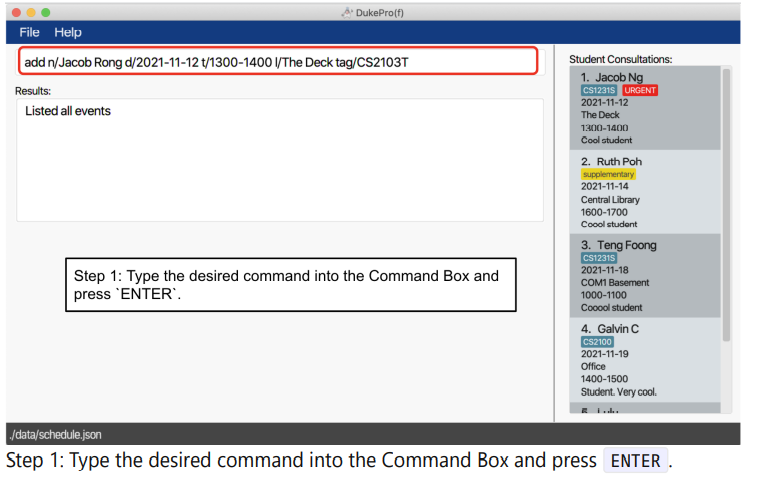 DukePro(f)
File Help
add n/Jacob Rong d/2021-11-12 t/1300-1400 l/The Deck tag/CS2103T
Results:
Listed all events
Step 1: Type the desired command into the Command Box and
press `ENTER`.
Student Consultations:
1. Jacob Ng
CS1231S URGENT
2021-11-12
The Deck
1300-1400
Cool student
2. Ruth Poh
supplementary
2021-11-14
Central Library
1600-1700
Coool student
3. Teng Foong
CS1231S
2021-11-18
COM1 Basement
1000-1100
Cooool student
4. Galvin C
CS2100
2021-11-19
Office
1400-1500
Student. Very cool.
./data/schedule.json
Step 1: Type the desired command into the Command Box and press ENTER .